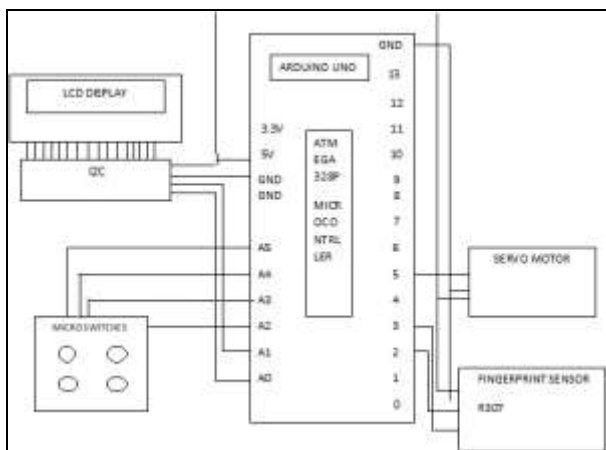 GND
ARDUINO UNO
13
LCD DISPLAY
12
3.3V
11
ATM
5V
10
EGA
I2C
GND
328P
9
GND
8
MICR
OCO
7
NTRL
A5
6
LER
SERVO MOTOR
A4
5
A3
4
MICROSWITCHES
A2
3
A1
2
A0
1
FINGERPRINT SENSOR
0
R307